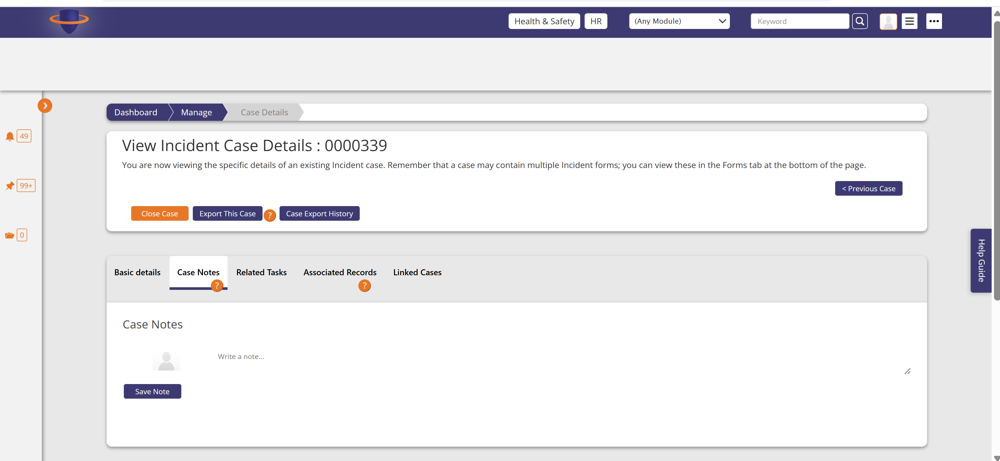 Health & Safety
HR
(Any Module)
Keyword
Dashboard
Manage
Case Details
49
View Incident Case Details : 0000339
You are now viewing the specific details of an existing Incident case. Remember that a case may contain multiple Incident forms; you can view these in the Forms tab at the bottom of the page.
99+
< Previous Case
Close Case
Export This Case
?
Case Export History
0
Help Guide
Basic details
Case Notes
?
Related Tasks
Associated Records
?
Linked Cases
Case Notes
Write a note...
Save Note